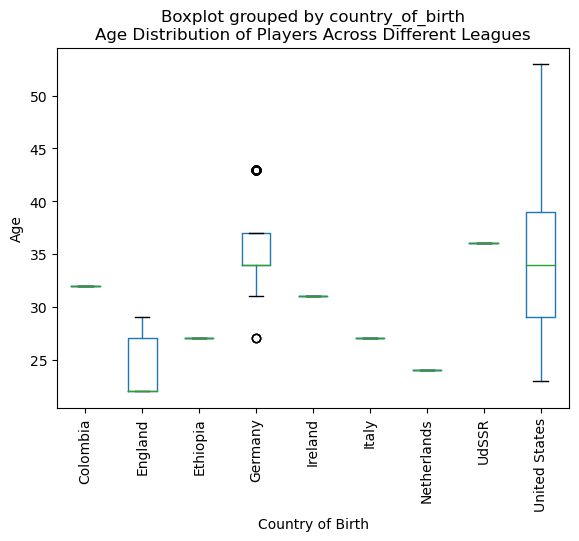 Boxplot grouped by country_of_birth
Age Distribution of Players Across Different Leagues
50
45
40
35
30
25
Age
Colombia
England
Ethiopia
Germany
Ireland
Italy
Netherlands
UdSSR
United States
Country of Birth